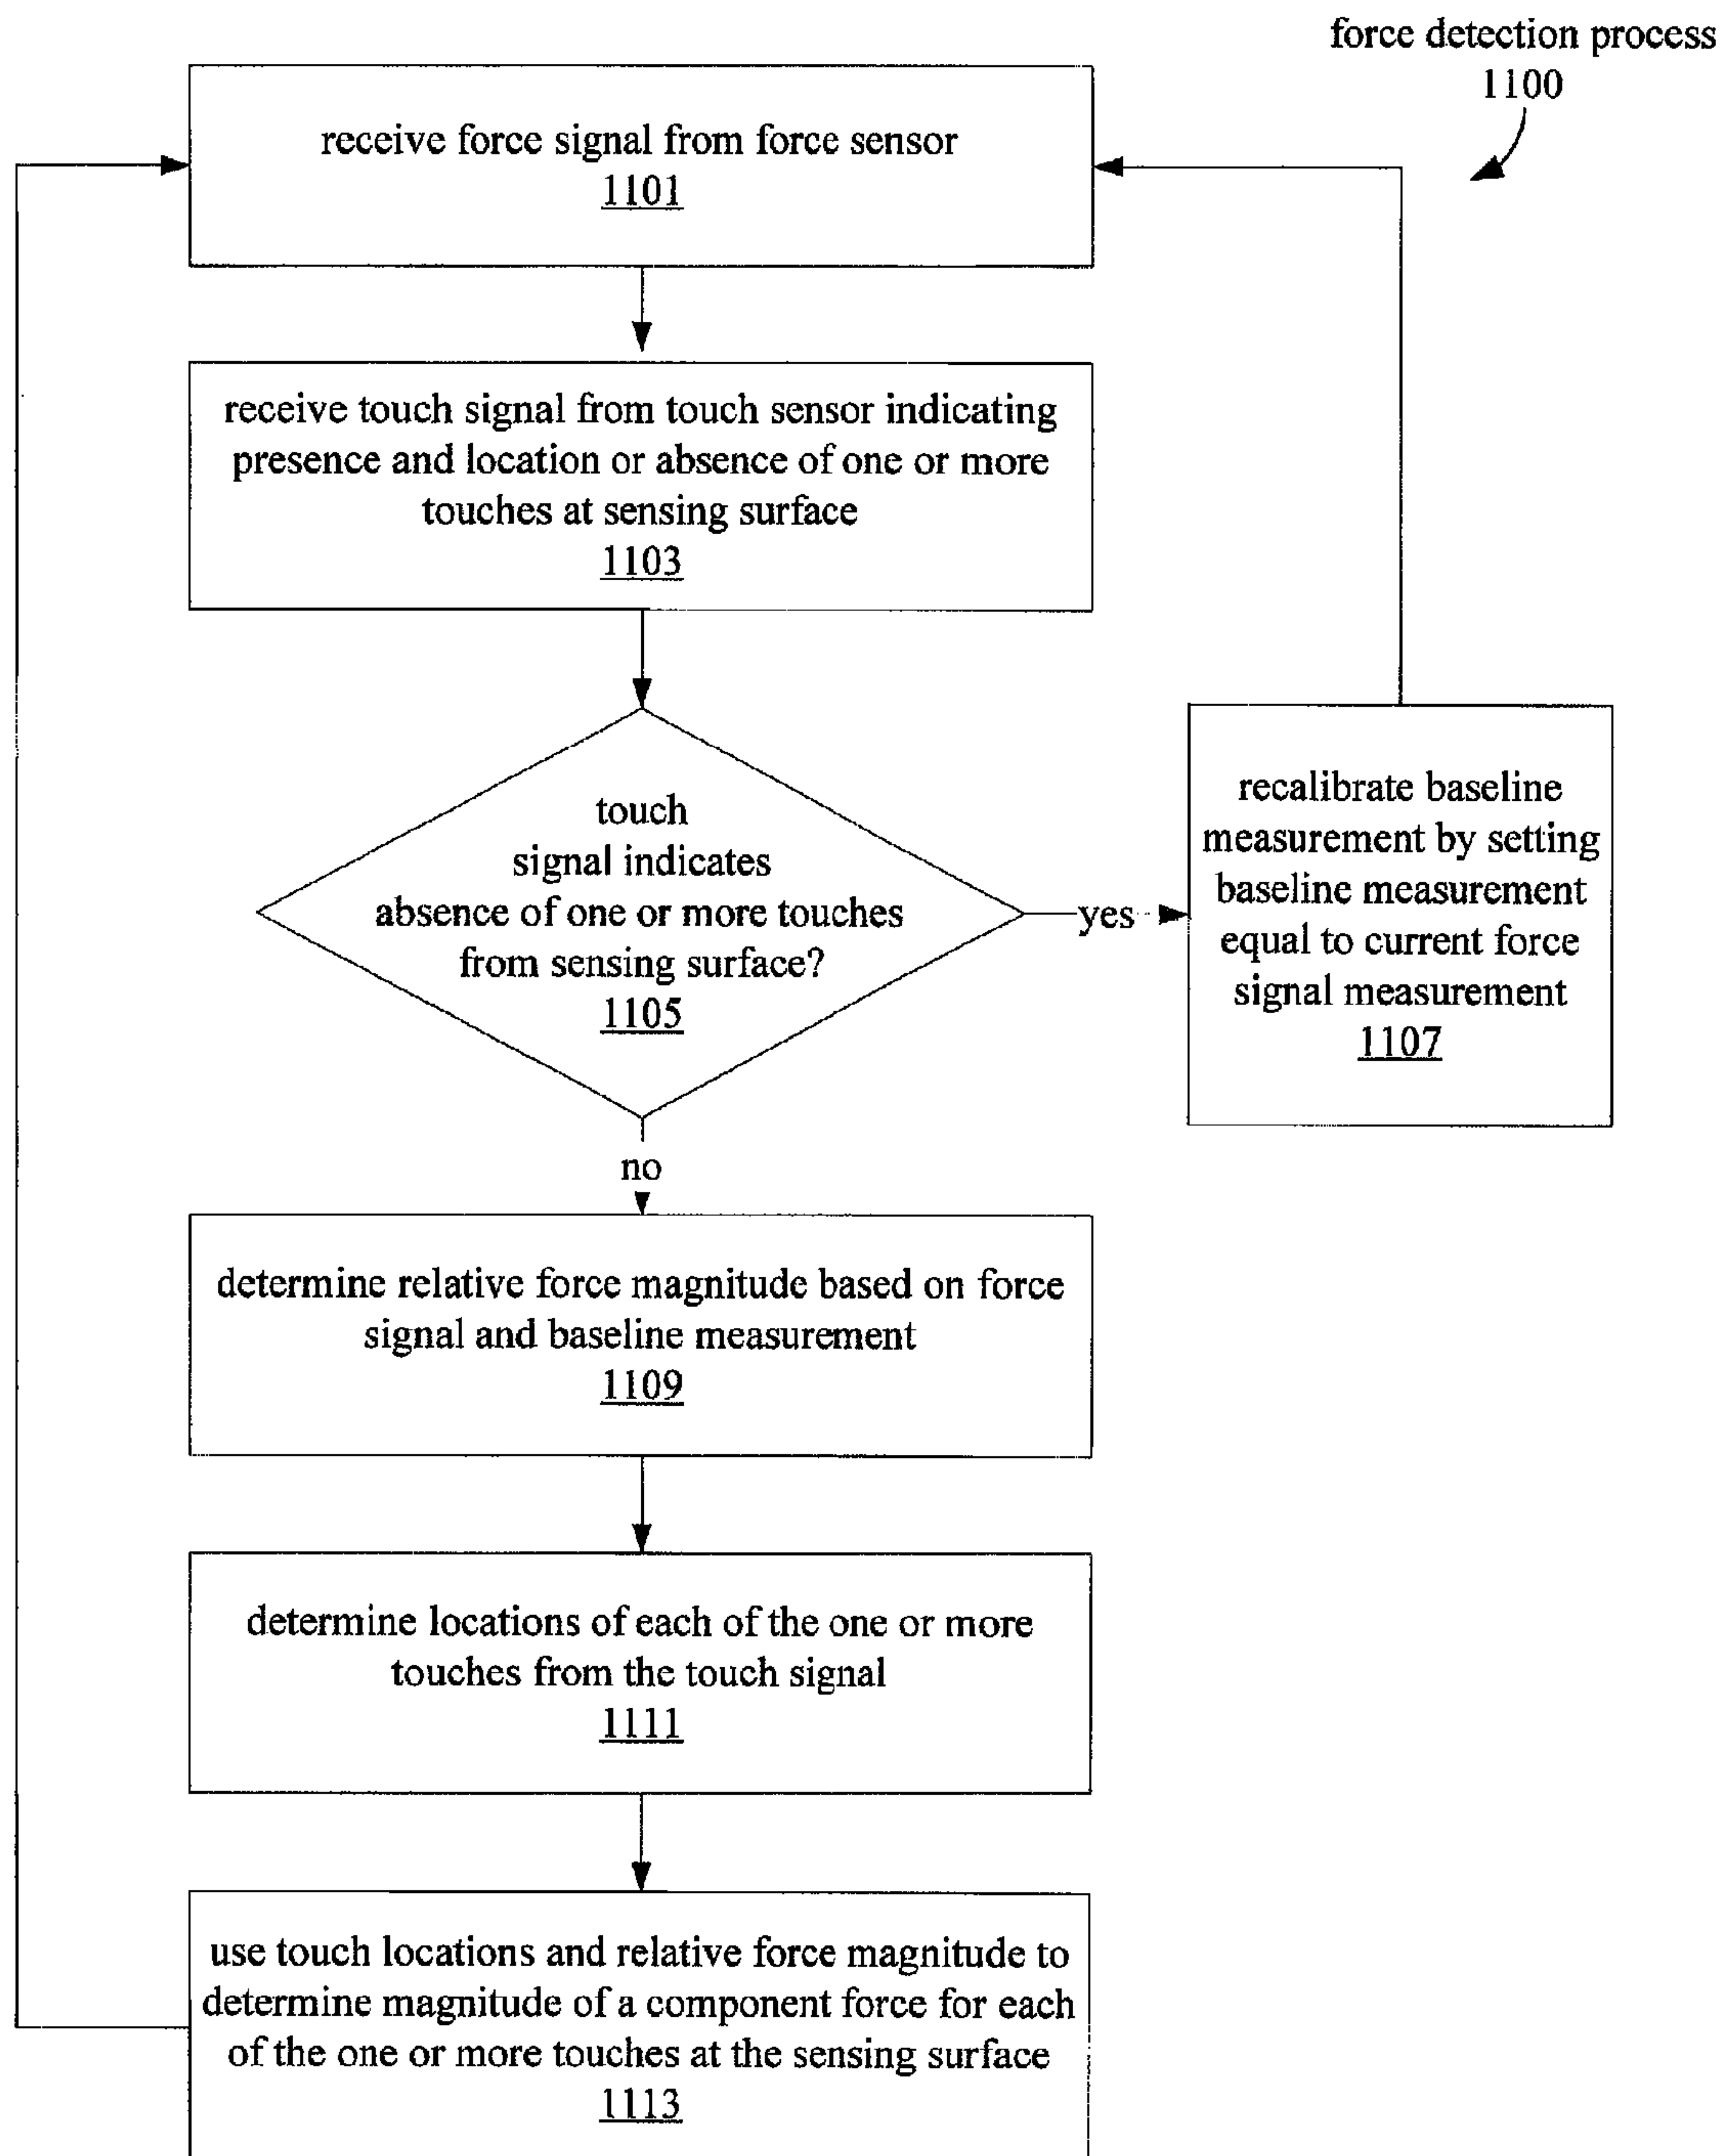 force detection process
1100
receive force signal from force sensor
1101
receive touch signal from touch sensor indicating
presence and location or absence of one or more
touches at sensing surface
1103
touch
signal indicates
absence of one or more touches
from sensing surface?
1105
yes
recalibrate baseline
measurement by setting
baseline measurement
equal to current force
signal measurement
1107
no
determine relative force magnitude based on force
signal and baseline measurement
1109
determine locations of each of the one or more
touches from the touch signal
1111
use touch locations and relative force magnitude to
determine magnitude of a component force for each
of the one or more touches at the sensing surface
1113